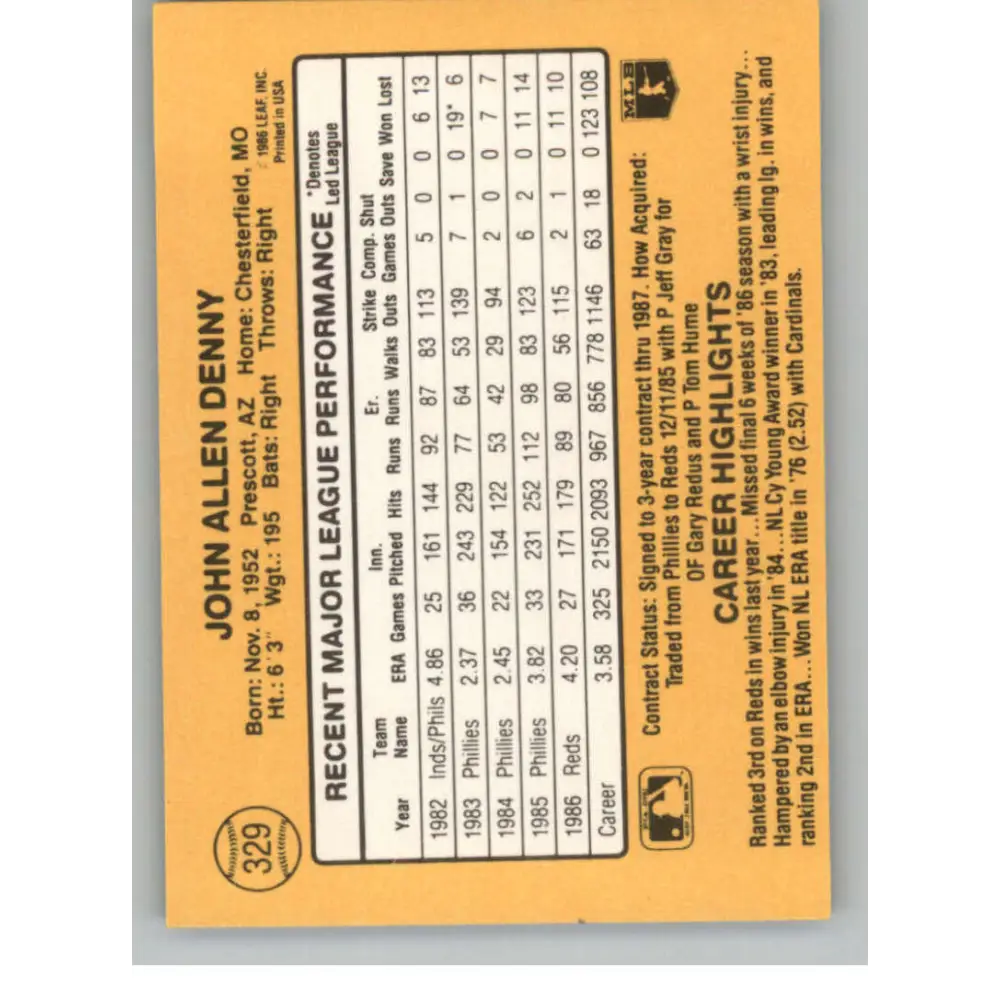 329
JOHN ALLEN DENNY
Born: Nov. 8, 1952 Prescott, AZ Home: Chesterfield, MO
Ht.: 6'3" Wgt.: 195 Bats: Right Throws: Right
1986 LEAF, INC.
Printed in USA
RECENT MAJOR LEAGUE PERFORMANCE
*Denotes
Led League
Team Inn. Er. Strike Comp. Shut
Year Name ERA Games Pitched Hits Runs Runs Walks Outs Games Outs Save Won Lost
1982 Inds/Phils 4.86 25 161 144 92 87 83 113 5 0 0 6 13
1983 Phillies 2.37 36 243 229 77 64 53 139 7 1 0 19* 6
1984 Phillies 2.45 22 154 122 53 42 29 94 2 0 0 7 7
1985 Phillies 3.82 33 231 252 112 98 83 123 6 2 0 11 14
1986 Reds 4.20 27 171 179 89 80 56 115 2 1 0 11 10
Career 3.58 325 2150 2093 967 856 778 1146 63 18 0 123 108
Contract Status: Signed to 3-year contract thru 1987. How Acquired:
Traded from Phillies to Reds 12/11/85 with P Jeff Gray for
OF Gary Redus and P Tom Hume
MLB
CAREER HIGHLIGHTS
Ranked 3rd on Reds in wins last year...Missed final 6 weeks of '86 season with a wrist injury...
Hampered by an elbow injury in '84...NL Cy Young Award winner in '83, leading lg. in wins, and
ranking 2nd in ERA...Won NL ERA title in '76 (2.52) with Cardinals.